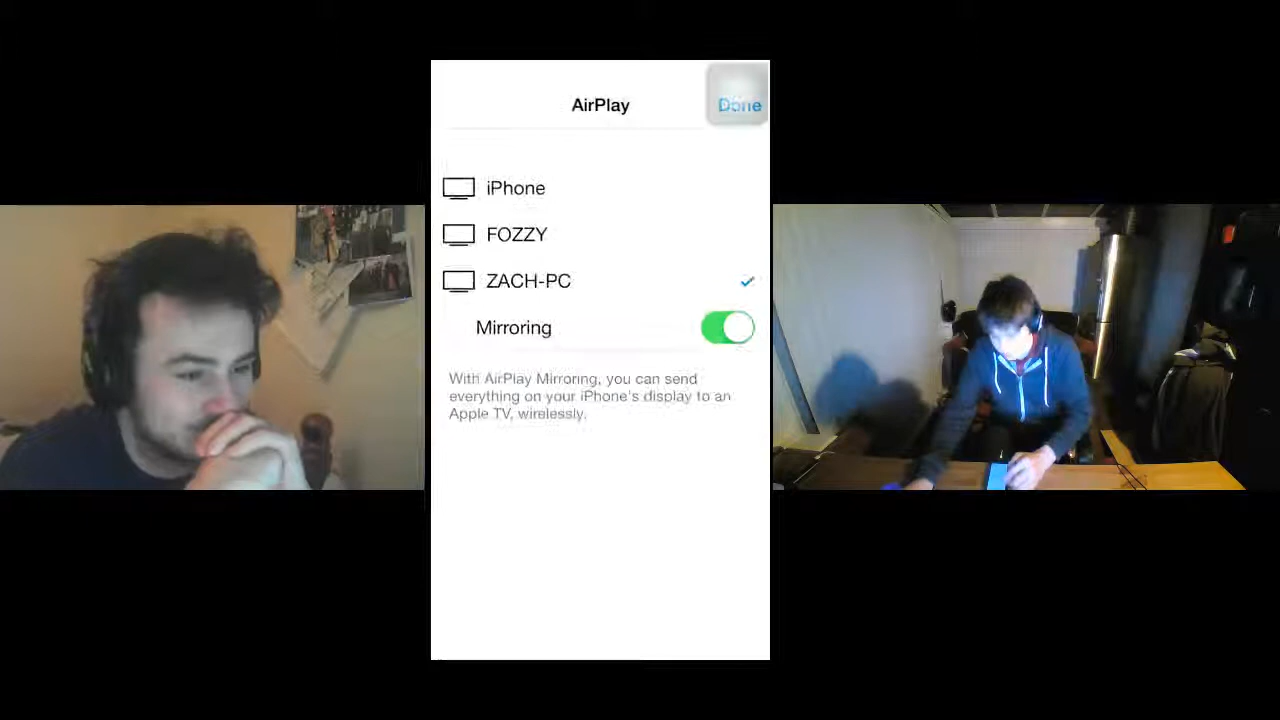 AirPlay
Done
iPhone
FOZZY
ZACH-PC
Mirroring
With AirPlay Mirroring, you can send
everything on your iPhone's display to an
Apple TV, wirelessly.